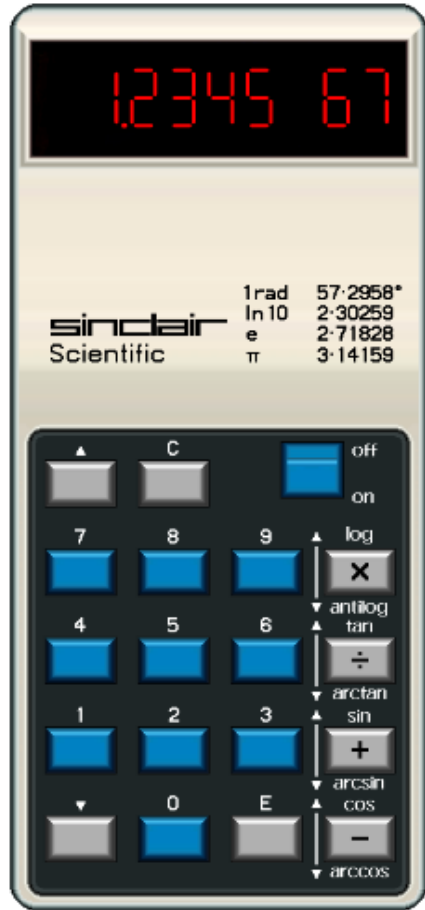 1.2345 67
1rad 57·2958°
ln10 2·30259
e 2·71828
π 3·14159
sinclair
Scientific
▲ C off
on
7 8 9 ▲ log
×
▼ antilog
4 5 6 ▲ tan
÷
▼ arctan
1 2 3 ▲ sin
+
▼ arcsin
▼ 0 E ▲ cos
−
▼ arccos